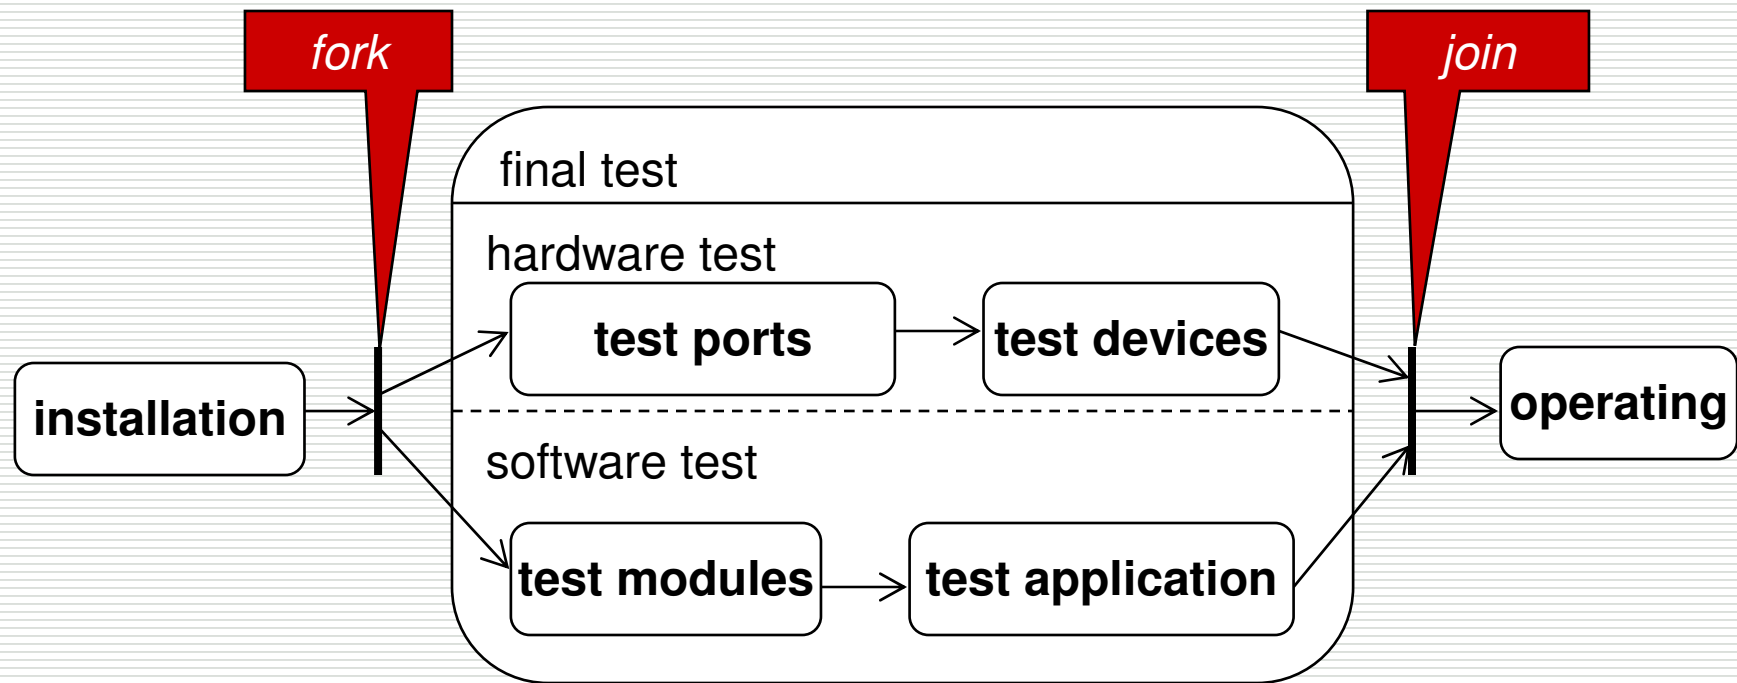 fork
join
final test
hardware test
test ports
test devices
installation
operating
software test
test modules
test application